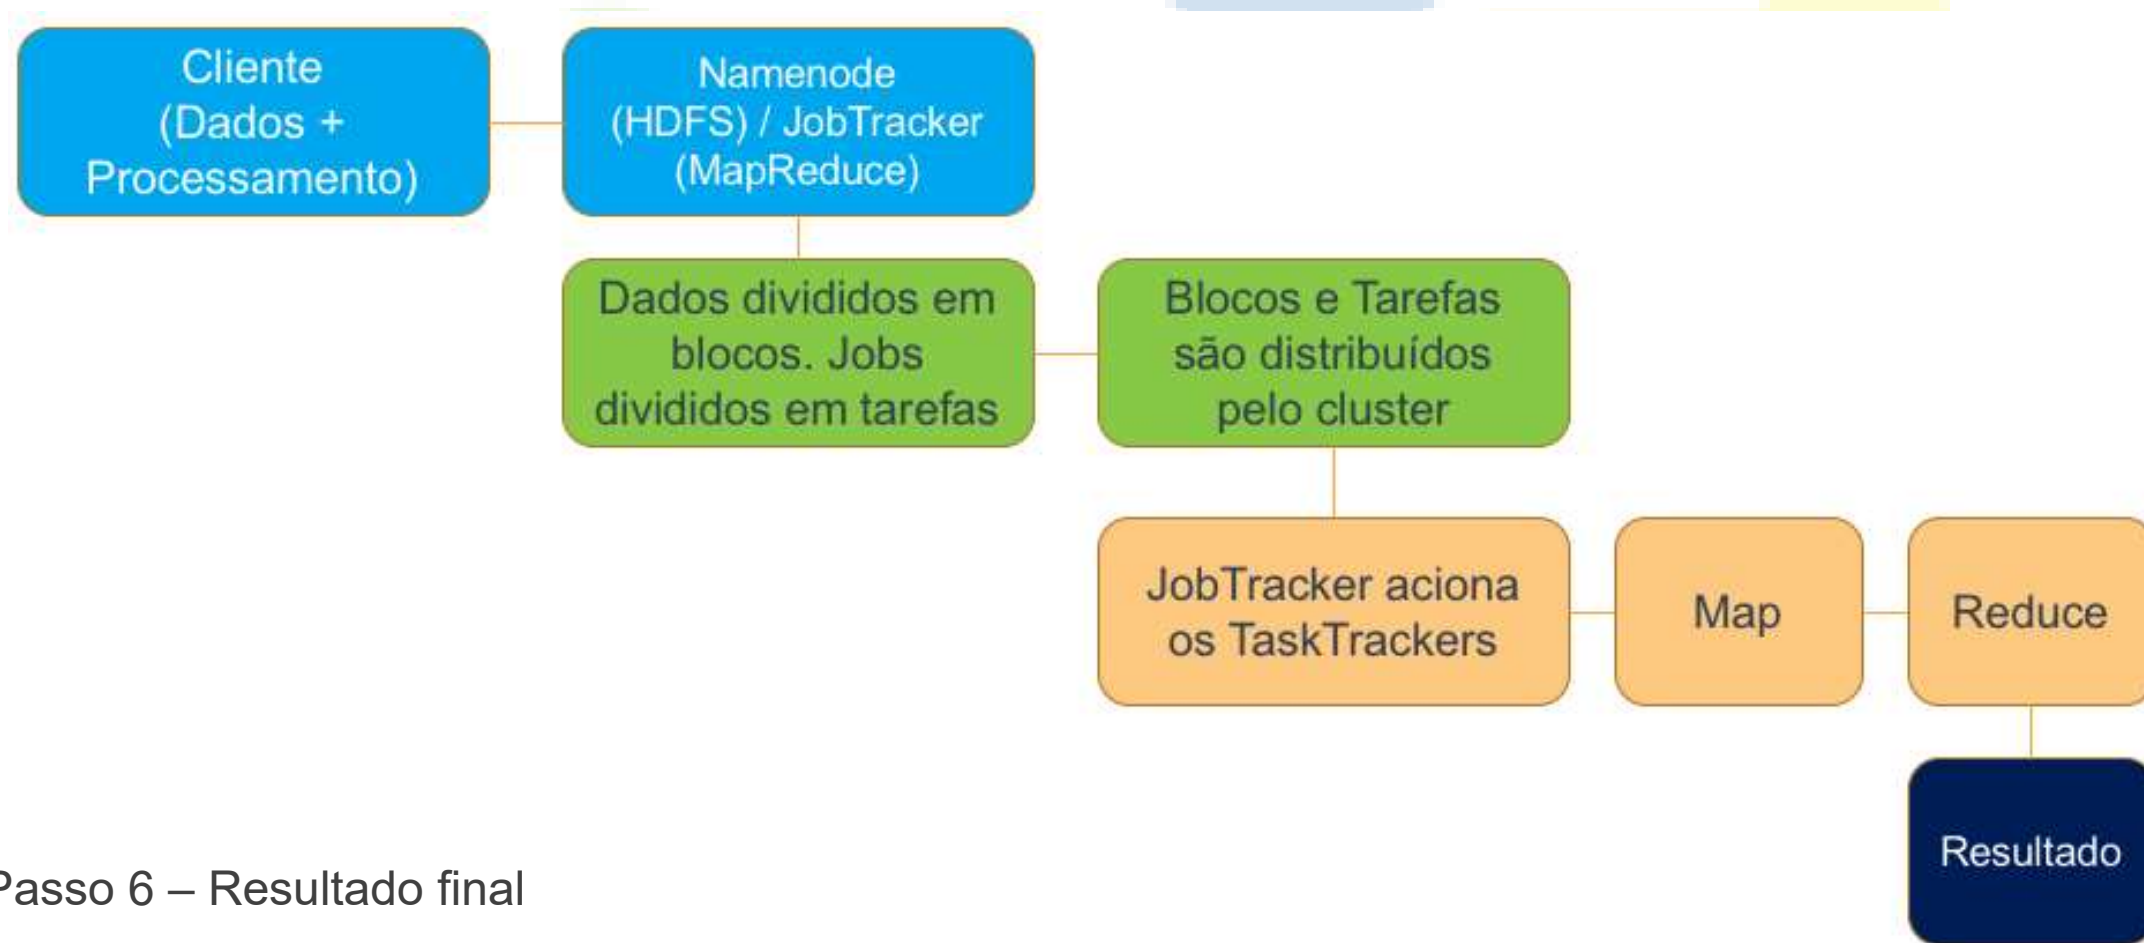 Cliente
(Dados +
Processamento)
Namenode
(HDFS) / JobTracker
(MapReduce)
Dados divididos em
blocos. Jobs
divididos em tarefas
Blocos e Tarefas
são distribuídos
pelo cluster
JobTracker aciona
os TaskTrackers
Map
Reduce
Resultado
Passo 6 – Resultado final